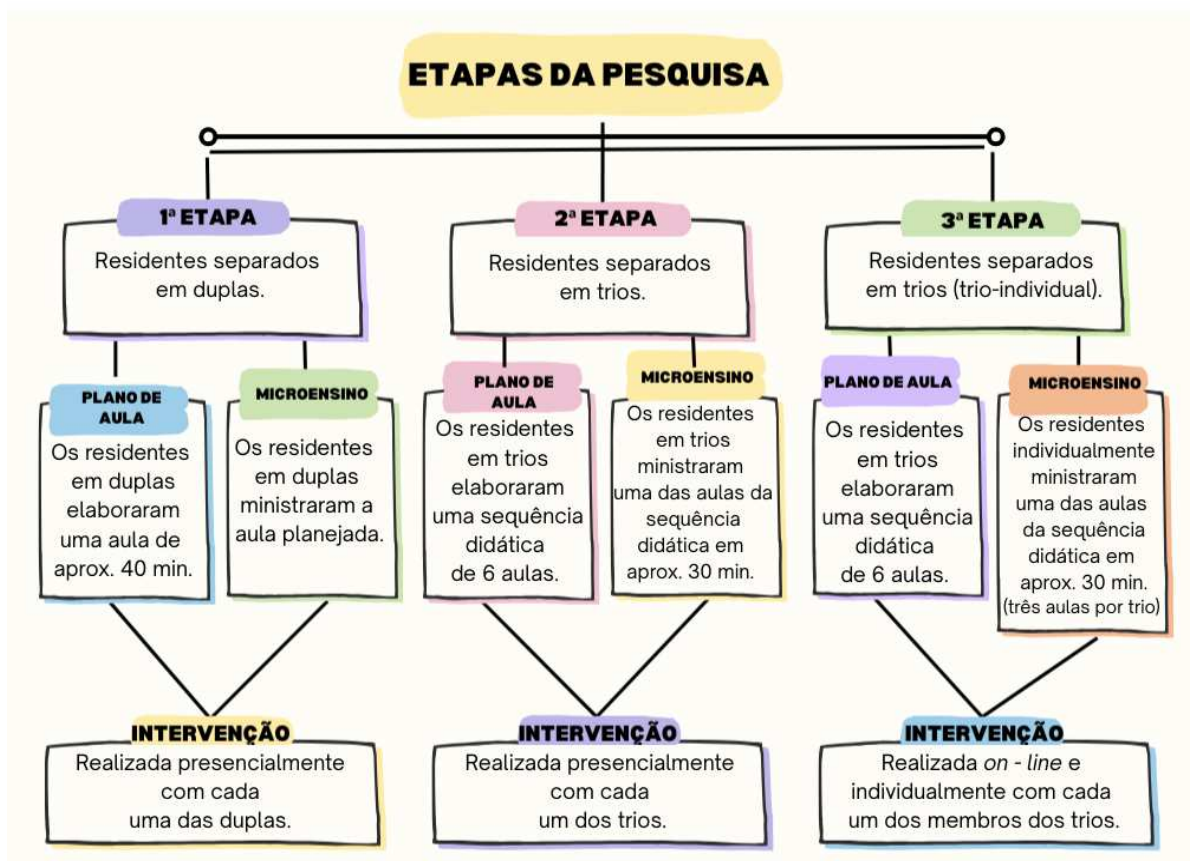 ETAPAS DA PESQUISA
1ª ETAPA
Residentes separados
em duplas.
PLANO DE
AULA
Os residentes
em duplas
elaboraram
uma aula de
aprox. 40 min.
MICROENSINO
Os residentes
em duplas
ministraram a
aula planejada.
INTERVENÇÃO
Realizada presencialmente
com cada
uma das duplas.
2ª ETAPA
Residentes separados
em trios.
PLANO DE
AULA
Os residentes
em trios
elaboraram
uma sequência
didática
de 6 aulas.
MICROENSINO
Os residentes
em trios
ministraram
uma das aulas da
sequência
didática em
aprox. 30 min.
INTERVENÇÃO
Realizada presencialmente
com cada
um dos trios.
3ª ETAPA
Residentes separados
em trios (trio-individual).
PLANO DE AULA
Os residentes
em trios
elaboraram
uma sequência
didática
de 6 aulas.
MICROENSINO
Os residentes
individualmente
ministraram
uma das aulas
da sequência
didática em
aprox. 30 min.
(três aulas por trio)
INTERVENÇÃO
Realizada on - line e
individualmente com cada
um dos membros dos trios.